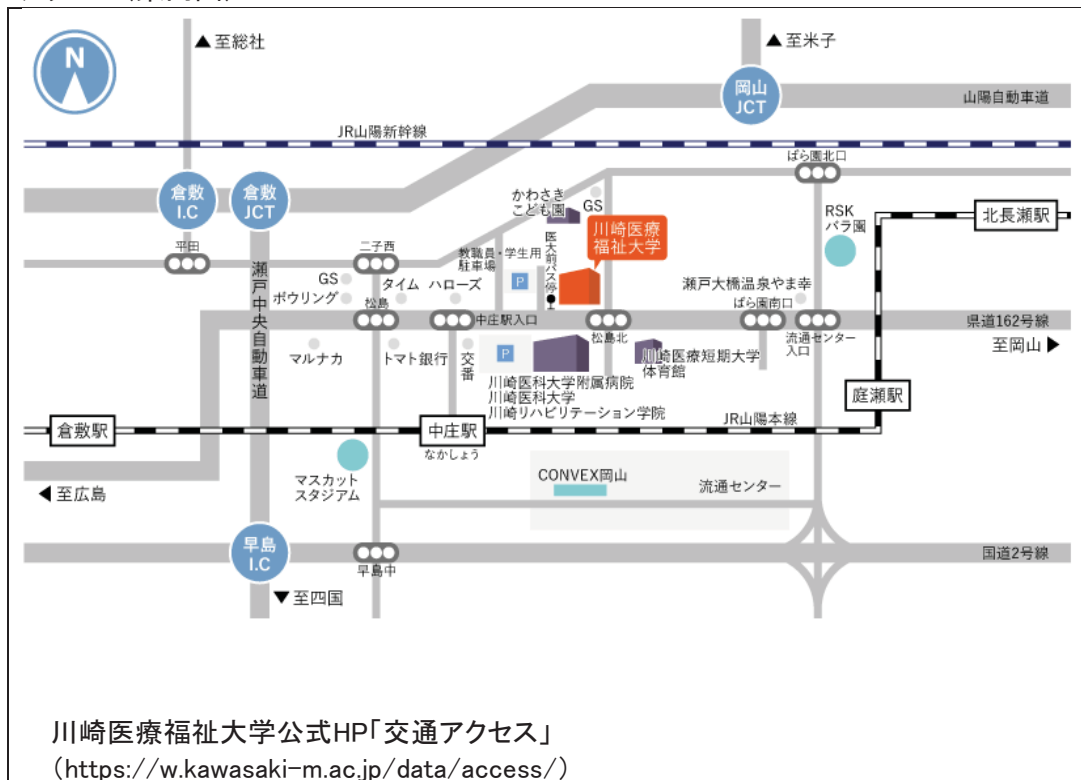 N
▲至総社
▲至米子
岡山
JCT
山陽自動車道
JR山陽新幹線
ばら園北口
倉敷
I.C
倉敷
JCT
かわさき
こども園
GS
川崎医療
福祉大学
RSK
バラ園
北長瀬駅
平田
二子西
教職員・学生用
駐車場
P
医大前バス停
瀬戸中央自動車道
GS
ボウリング
タイム
ハローズ
瀬戸大橋温泉やま幸
松島
中庄駅入口
松島北
ばら園南口
流通センター
入口
県道162号線
至岡山▶
マルナカ
トマト銀行
交番
P
川崎医療短期大学
体育館
川崎医科大学附属病院
川崎医科大学
川崎リハビリテーション学院
庭瀬駅
JR山陽本線
倉敷駅
中庄駅
なかしょう
マスカット
スタジアム
CONVEX岡山
流通センター
◀至広島
早島
I.C
早島中
国道2号線
▼至四国
川崎医療福祉大学公式HP「交通アクセス」
(https://w.kawasaki-m.ac.jp/data/access/)